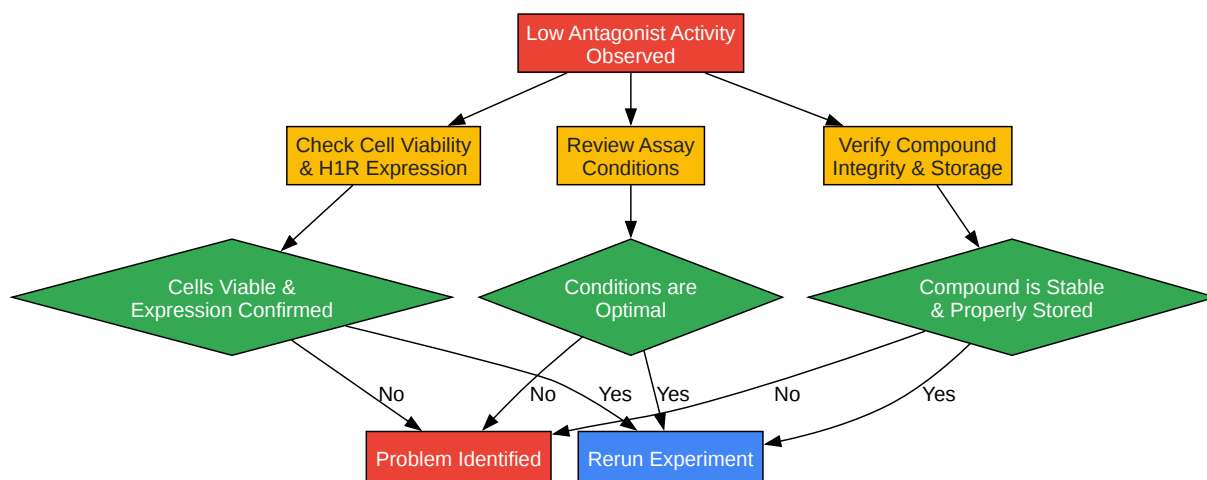 Low Antagonist Activity
Observed
Check Cell Viability
& H1R Expression
Review Assay
Conditions
Verify Compound
Integrity & Storage
Cells Viable &
Expression Confirmed
Conditions are
Optimal
Compound is Stable
& Properly Stored
No
Yes
No
Yes
No
Yes
Problem Identified
Rerun Experiment